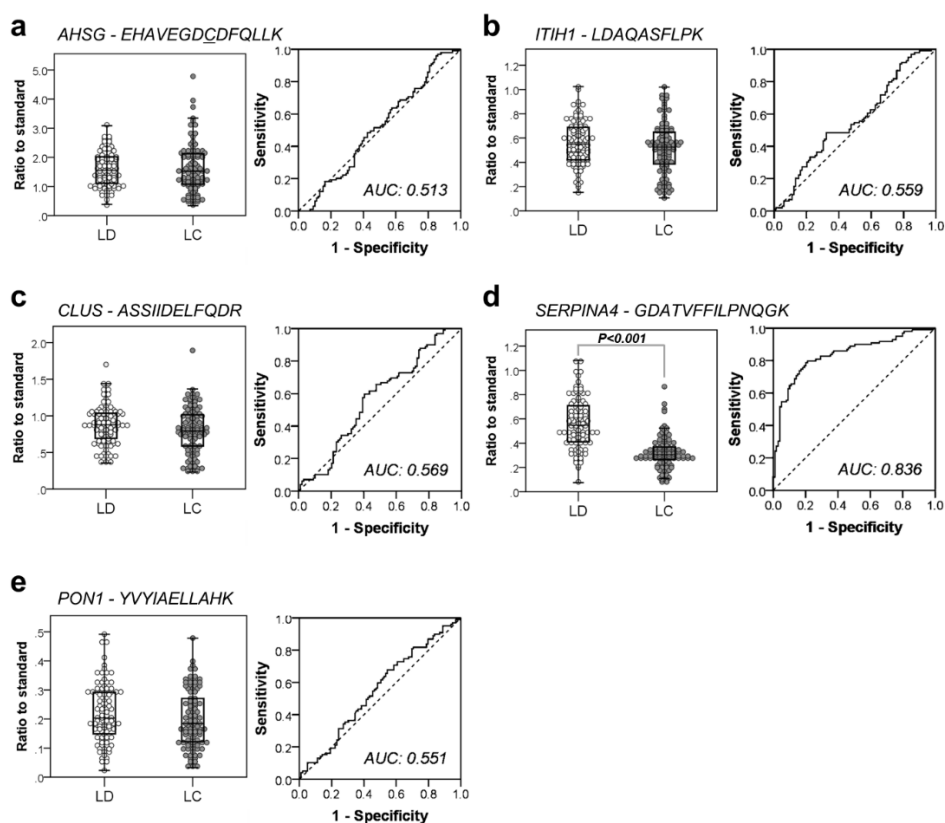 a
AHSG - EHAVEGDCDFQLLK
Ratio to standard
5.0
4.0
3.0
2.0
1.0
.0
LD
LC
Sensitivity
1.0
0.8
0.6
0.4
0.2
0.0
AUC: 0.513
0.0 0.2 0.4 0.6 0.8 1.0
1 - Specificity
b
ITIH1 - LDAQASFLPK
Ratio to standard
1.2
1.0
.8
.6
.4
.2
.0
LD
LC
Sensitivity
1.0
0.8
0.6
0.4
0.2
0.0
AUC: 0.559
0.0 0.2 0.4 0.6 0.8 1.0
1 - Specificity
c
CLUS - ASSIIDELFQDR
Ratio to standard
2.0
1.5
1.0
.5
.0
LD
LC
Sensitivity
1.0
0.8
0.6
0.4
0.2
0.0
AUC: 0.569
0.0 0.2 0.4 0.6 0.8 1.0
1 - Specificity
d
SERPINA4 - GDATVFFILPNQGK
Ratio to standard
1.2
1.0
.8
.6
.4
.2
.0
P<0.001
LD
LC
Sensitivity
1.0
0.8
0.6
0.4
0.2
0.0
AUC: 0.836
0.0 0.2 0.4 0.6 0.8 1.0
1 - Specificity
e
PON1 - YVYIAELLAHK
Ratio to standard
.5
.4
.3
.2
.1
.0
LD
LC
Sensitivity
1.0
0.8
0.6
0.4
0.2
0.0
AUC: 0.551
0.0 0.2 0.4 0.6 0.8 1.0
1 - Specificity